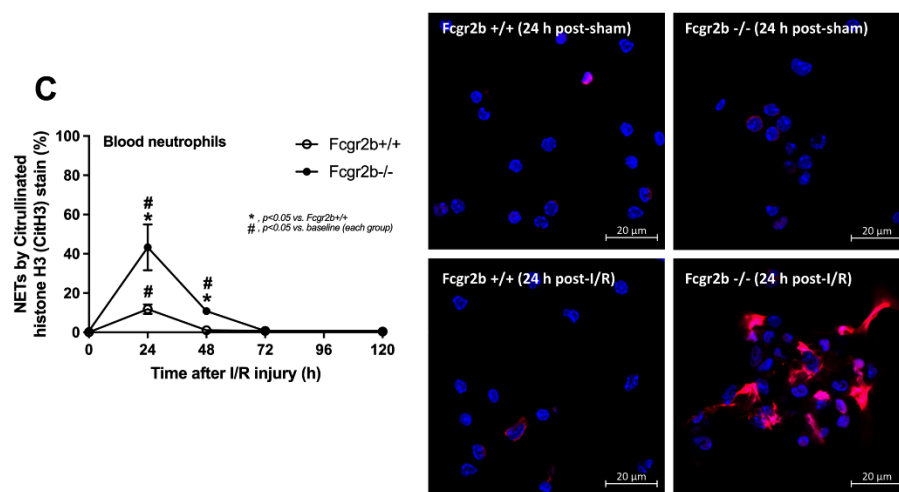 C
Blood neutrophils
Fcgr2b+/+
Fcgr2b-/-
*, p<0.05 vs. Fcgr2b+/+
#, p<0.05 vs. baseline (each group)
NETs by Citrullinated
histone H3 (CitH3) stain (%)
100
80
60
40
20
0
#
*
#
#
*
0 24 48 72 96 120
Time after I/R injury (h)
Fcgr2b +/+ (24 h post-sham)
20 µm
Fcgr2b -/- (24 h post-sham)
20 µm
Fcgr2b +/+ (24 h post-I/R)
20 µm
Fcgr2b -/- (24 h post-I/R)
20 µm